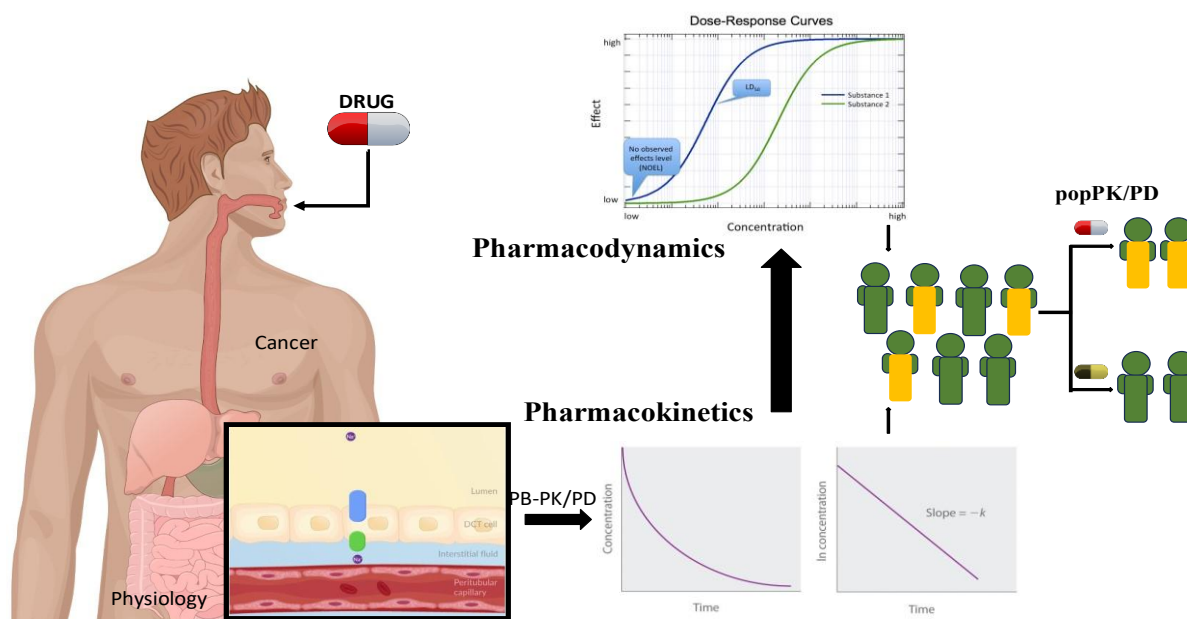 DRUG
Cancer
Physiology
Na
Lumen
DCT cell
Interstitial fluid
Na
Peritubular
capillary
PB-PK/PD
Dose-Response Curves
high
Effect
low
LD50
No observed
effects level
(NOEL)
Substance 1
Substance 2
low
high
Concentration
Pharmacodynamics
Pharmacokinetics
Concentration
Time
ln concentration
Slope = −k
Time
popPK/PD